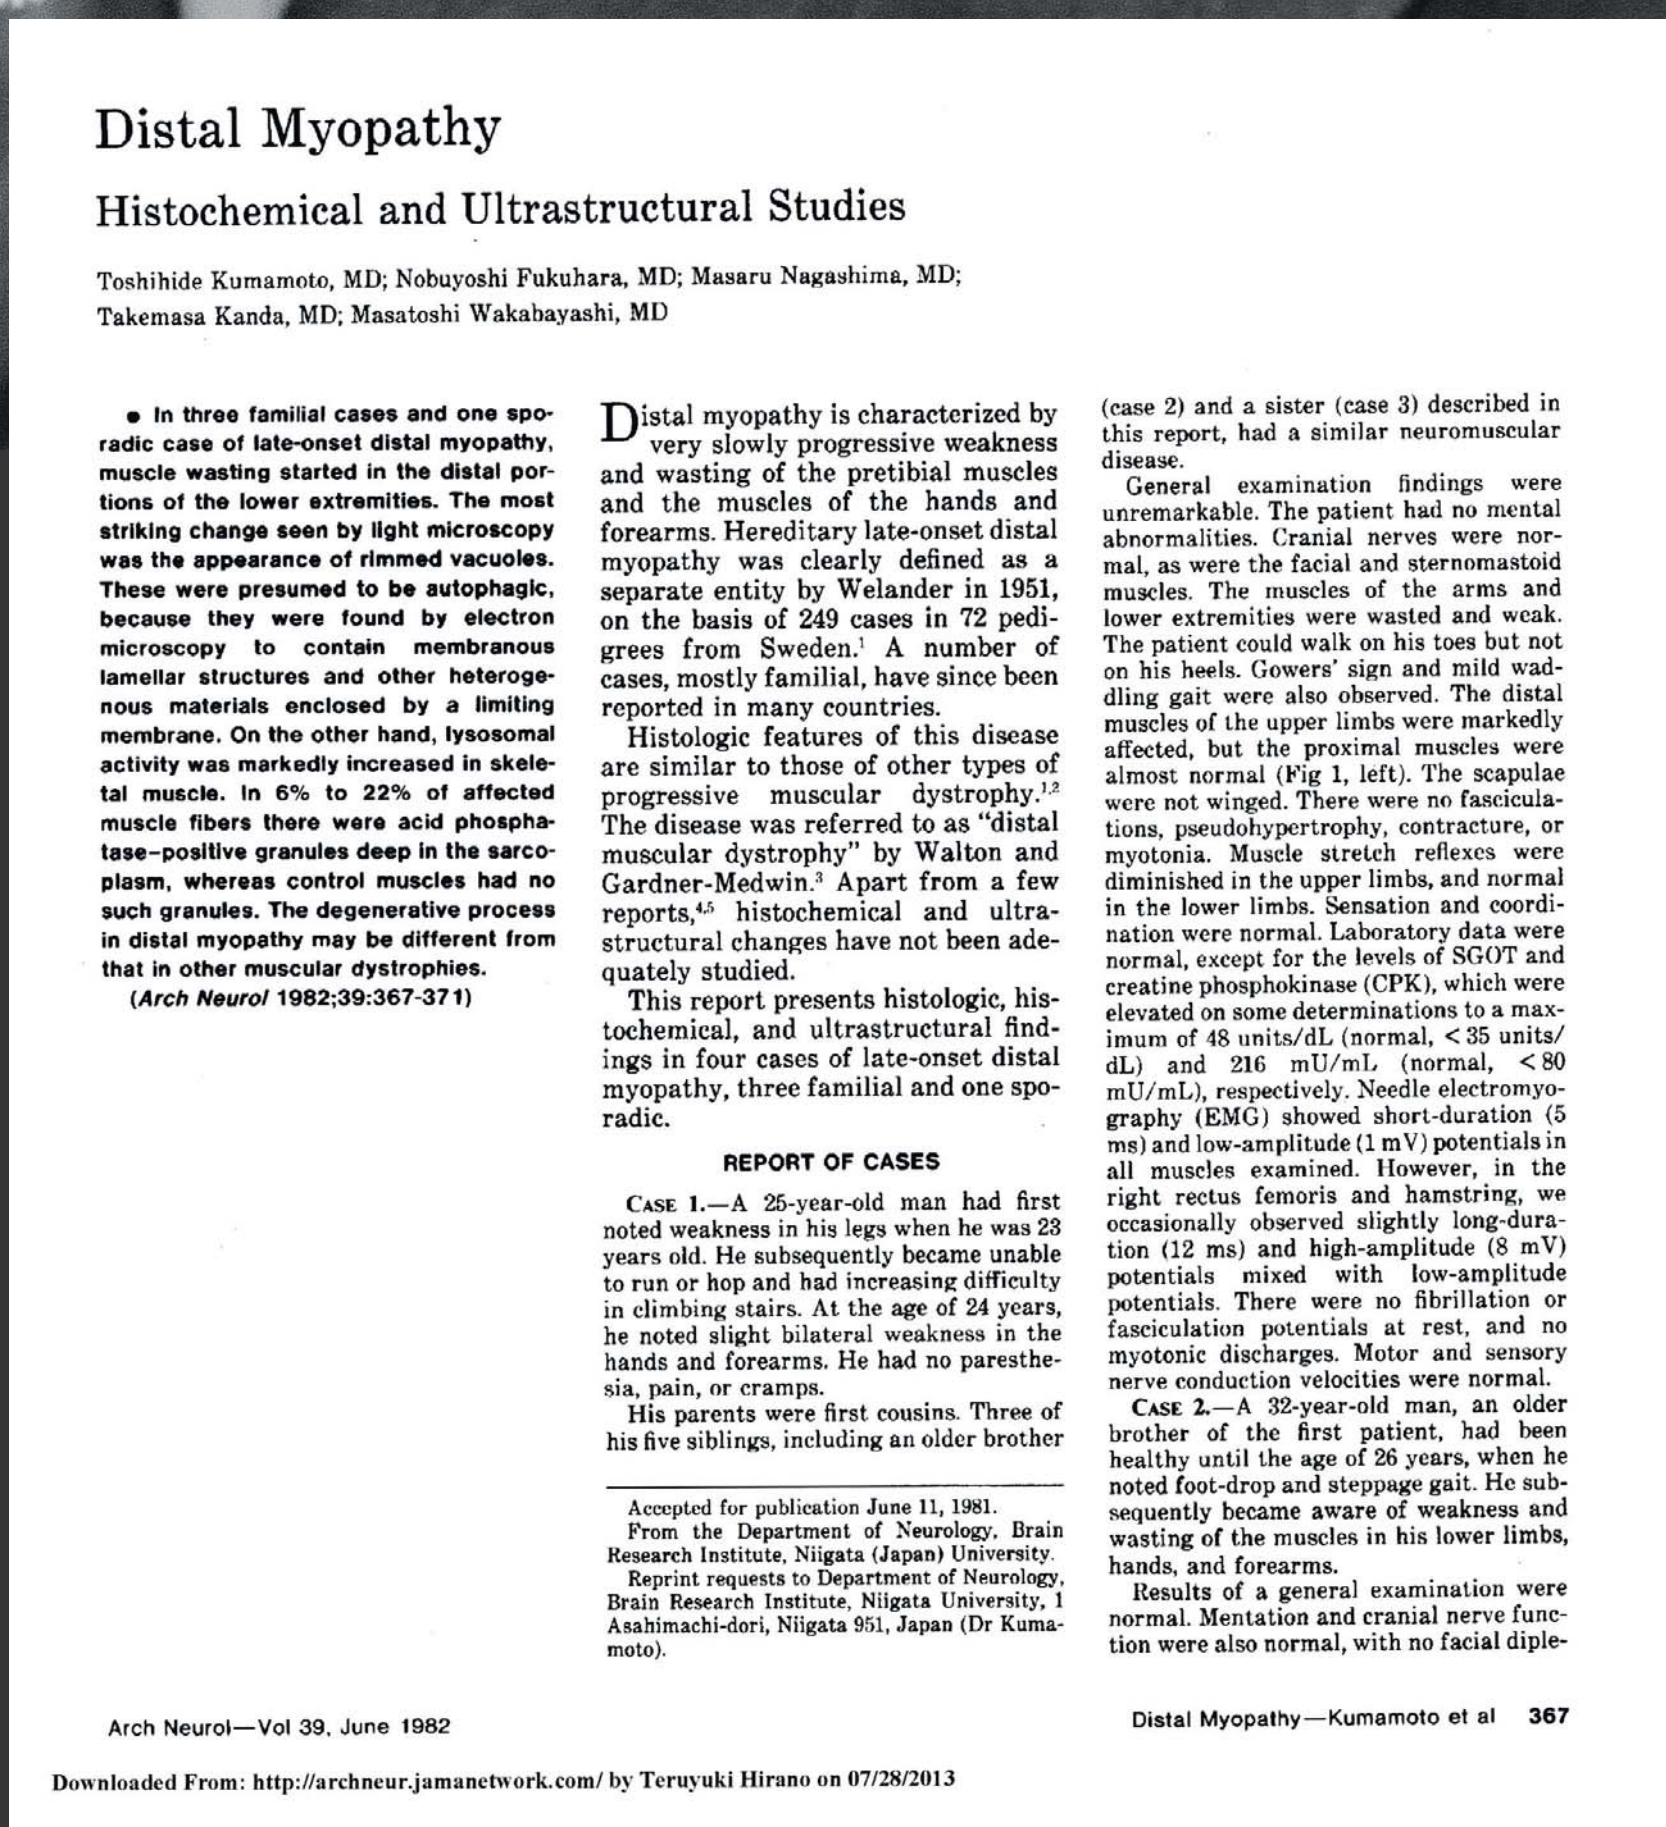 Distal Myopathy
Histochemical and Ultrastructural Studies
Toshihide Kumamoto, MD; Nobuyoshi Fukuhara, MD; Masaru Nagashima, MD;
Takemasa Kanda, MD; Masatoshi Wakabayashi, MD
● In three familial cases and one spo-
radic case of late-onset distal myopathy,
muscle wasting started in the distal por-
tions of the lower extremities. The most
striking change seen by light microscopy
was the appearance of rimmed vacuoles.
These were presumed to be autophagic,
because they were found by electron
microscopy to contain membranous
lamellar structures and other heteroge-
nous materials enclosed by a limiting
membrane. On the other hand, lysosomal
activity was markedly increased in skele-
tal muscle. In 6% to 22% of affected
muscle fibers there were acid phospha-
tase–positive granules deep in the sarco-
plasm, whereas control muscles had no
such granules. The degenerative process
in distal myopathy may be different from
that in other muscular dystrophies.
(Arch Neurol 1982;39:367-371)
Distal myopathy is characterized by
very slowly progressive weakness
and wasting of the pretibial muscles
and the muscles of the hands and
forearms. Hereditary late-onset distal
myopathy was clearly defined as a
separate entity by Welander in 1951,
on the basis of 249 cases in 72 pedi-
grees from Sweden.¹ A number of
cases, mostly familial, have since been
reported in many countries.
Histologic features of this disease
are similar to those of other types of
progressive muscular dystrophy.¹,²
The disease was referred to as “distal
muscular dystrophy” by Walton and
Gardner-Medwin.³ Apart from a few
reports,⁴,⁵ histochemical and ultra-
structural changes have not been ade-
quately studied.
This report presents histologic, his-
tochemical, and ultrastructural find-
ings in four cases of late-onset distal
myopathy, three familial and one spo-
radic.
REPORT OF CASES
CASE 1.—A 25-year-old man had first
noted weakness in his legs when he was 23
years old. He subsequently became unable
to run or hop and had increasing difficulty
in climbing stairs. At the age of 24 years,
he noted slight bilateral weakness in the
hands and forearms. He had no paresthe-
sia, pain, or cramps.
His parents were first cousins. Three of
his five siblings, including an older brother
Accepted for publication June 11, 1981.
From the Department of Neurology, Brain
Research Institute, Niigata (Japan) University.
Reprint requests to Department of Neurology,
Brain Research Institute, Niigata University, 1
Asahimachi-dori, Niigata 951, Japan (Dr Kuma-
moto).
(case 2) and a sister (case 3) described in
this report, had a similar neuromuscular
disease.
General examination findings were
unremarkable. The patient had no mental
abnormalities. Cranial nerves were nor-
mal, as were the facial and sternomastoid
muscles. The muscles of the arms and
lower extremities were wasted and weak.
The patient could walk on his toes but not
on his heels. Gowers’ sign and mild wad-
dling gait were also observed. The distal
muscles of the upper limbs were markedly
affected, but the proximal muscles were
almost normal (Fig 1, left). The scapulae
were not winged. There were no fascicula-
tions, pseudohypertrophy, contracture, or
myotonia. Muscle stretch reflexes were
diminished in the upper limbs, and normal
in the lower limbs. Sensation and coordi-
nation were normal. Laboratory data were
normal, except for the levels of SGOT and
creatine phosphokinase (CPK), which were
elevated on some determinations to a max-
imum of 48 units/dL (normal, <35 units/
dL) and 216 mU/mL (normal, <80
mU/mL), respectively. Needle electromyo-
graphy (EMG) showed short-duration (5
ms) and low-amplitude (1 mV) potentials in
all muscles examined. However, in the
right rectus femoris and hamstring, we
occasionally observed slightly long-dura-
tion (12 ms) and high-amplitude (8 mV)
potentials mixed with low-amplitude
potentials. There were no fibrillation or
fasciculation potentials at rest, and no
myotonic discharges. Motor and sensory
nerve conduction velocities were normal.
CASE 2.—A 32-year-old man, an older
brother of the first patient, had been
healthy until the age of 26 years, when he
noted foot-drop and steppage gait. He sub-
sequently became aware of weakness and
wasting of the muscles in his lower limbs,
hands, and forearms.
Results of a general examination were
normal. Mentation and cranial nerve func-
tion were also normal, with no facial diple-
Arch Neurol—Vol 39, June 1982
Distal Myopathy—Kumamoto et al 367
Downloaded From: http://archneur.jamanetwork.com/ by Teruyuki Hirano on 07/28/2013